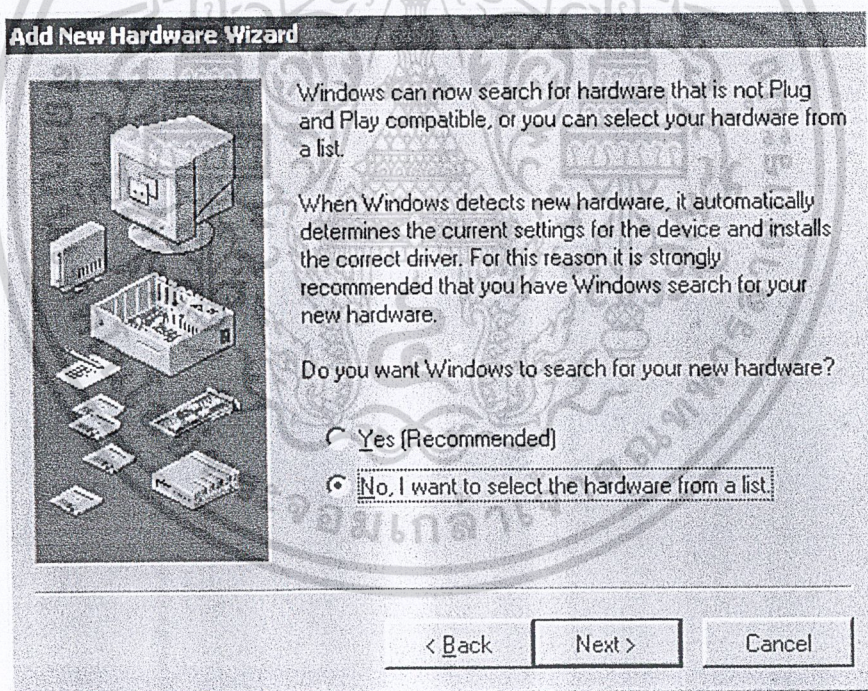 Add New Hardware Wizard
Windows can now search for hardware that is not Plug
and Play compatible, or you can select your hardware from
a list.
When Windows detects new hardware, it automatically
determines the current settings for the device and installs
the correct driver. For this reason it is strongly
recommended that you have Windows search for your
new hardware.
Do you want Windows to search for your new hardware?
Yes (Recommended)
No, I want to select the hardware from a list.
< Back
Next >
Cancel